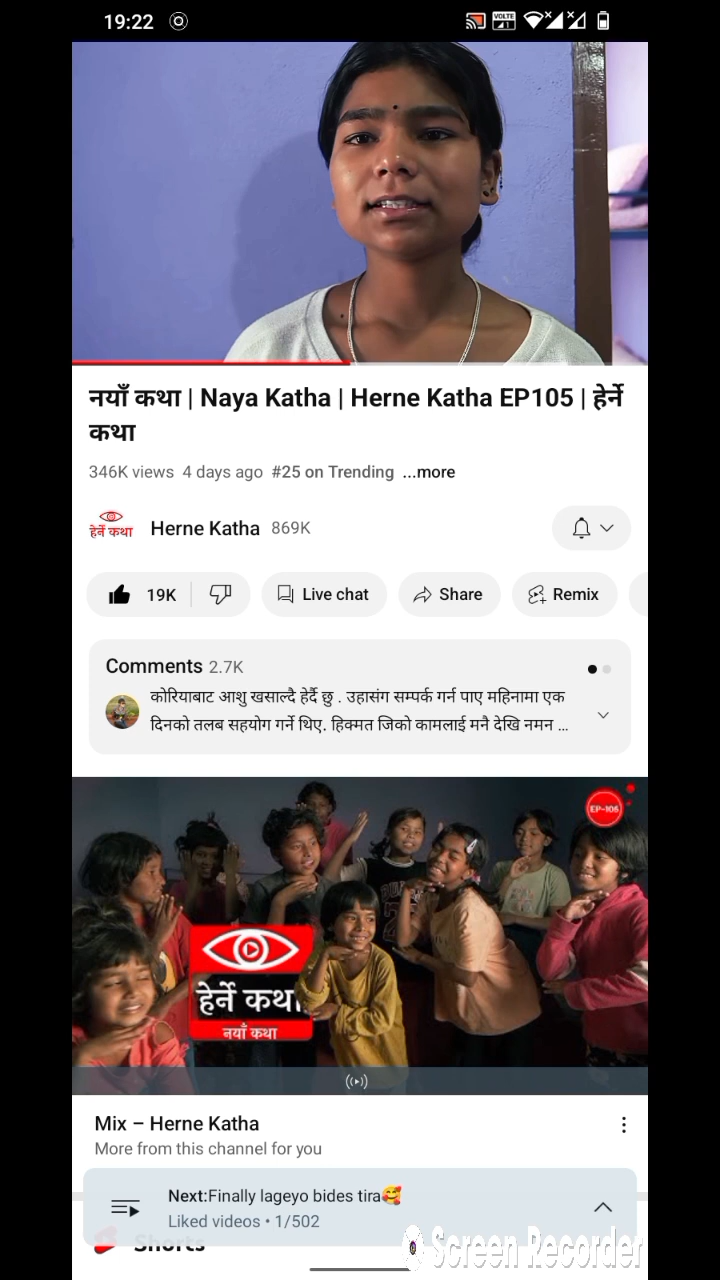 19:22
VOLTE
नयाँ कथा | Naya Katha | Herne Katha EP105 | हेर्ने
कथा
346K views 4 days ago #25 on Trending ...more
हेर्ने कथा
Herne Katha 869K
19K
Live chat
Share
Remix
Comments 2.7K
कोरियाबाट आशु खसाल्दै हेर्दै छु . उहासंग सम्पर्क गर्न पाए महिनामा एक
दिनको तलब सहयोग गर्ने थिए. हिक्मत जिको कामलाई मनै देखि नमन ...
EP-105
हेर्ने कथा
नयाँ कथा
Mix – Herne Katha
More from this channel for you
Next:Finally lageyo bides tira🥰
Liked videos • 1/502
Shorts
Screen Recorder